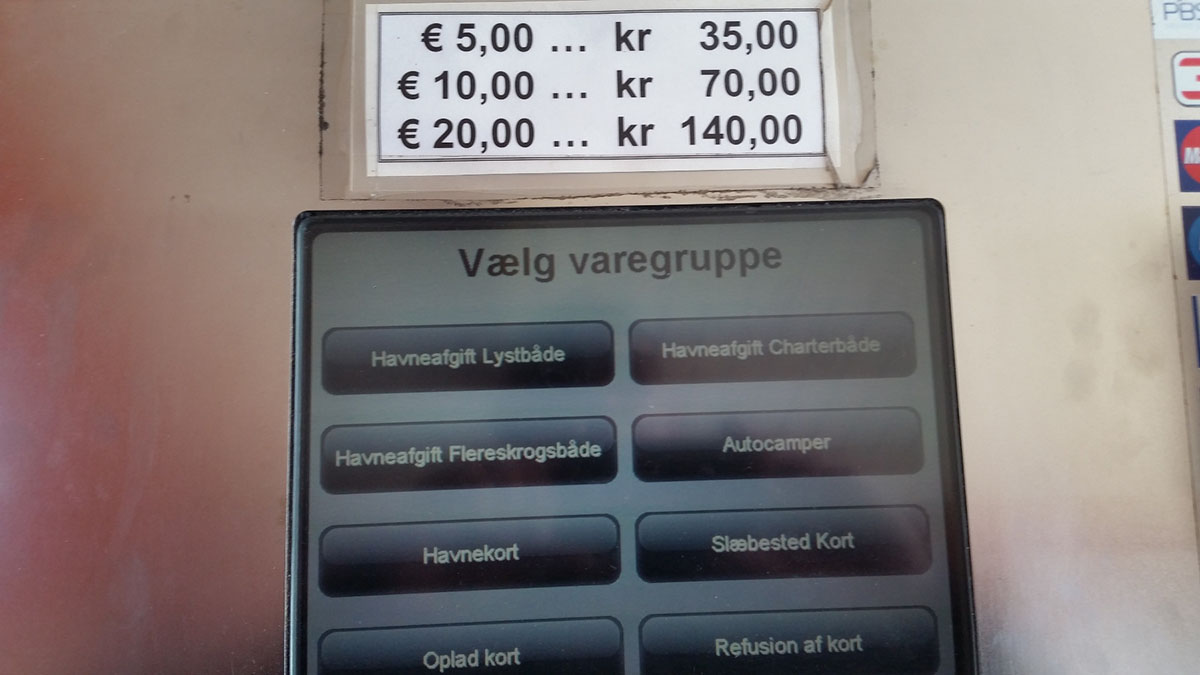 € 5,00 ... kr 35,00
€ 10,00 ... kr 70,00
€ 20,00 ... kr 140,00
Vælg varegruppe
Havneafgift Lystbåde
Havneafgift Charterbåde
Havneafgift Flereskrogsbåde
Autocamper
Havnekort
Slæbested Kort
Oplad kort
Refusion af kort